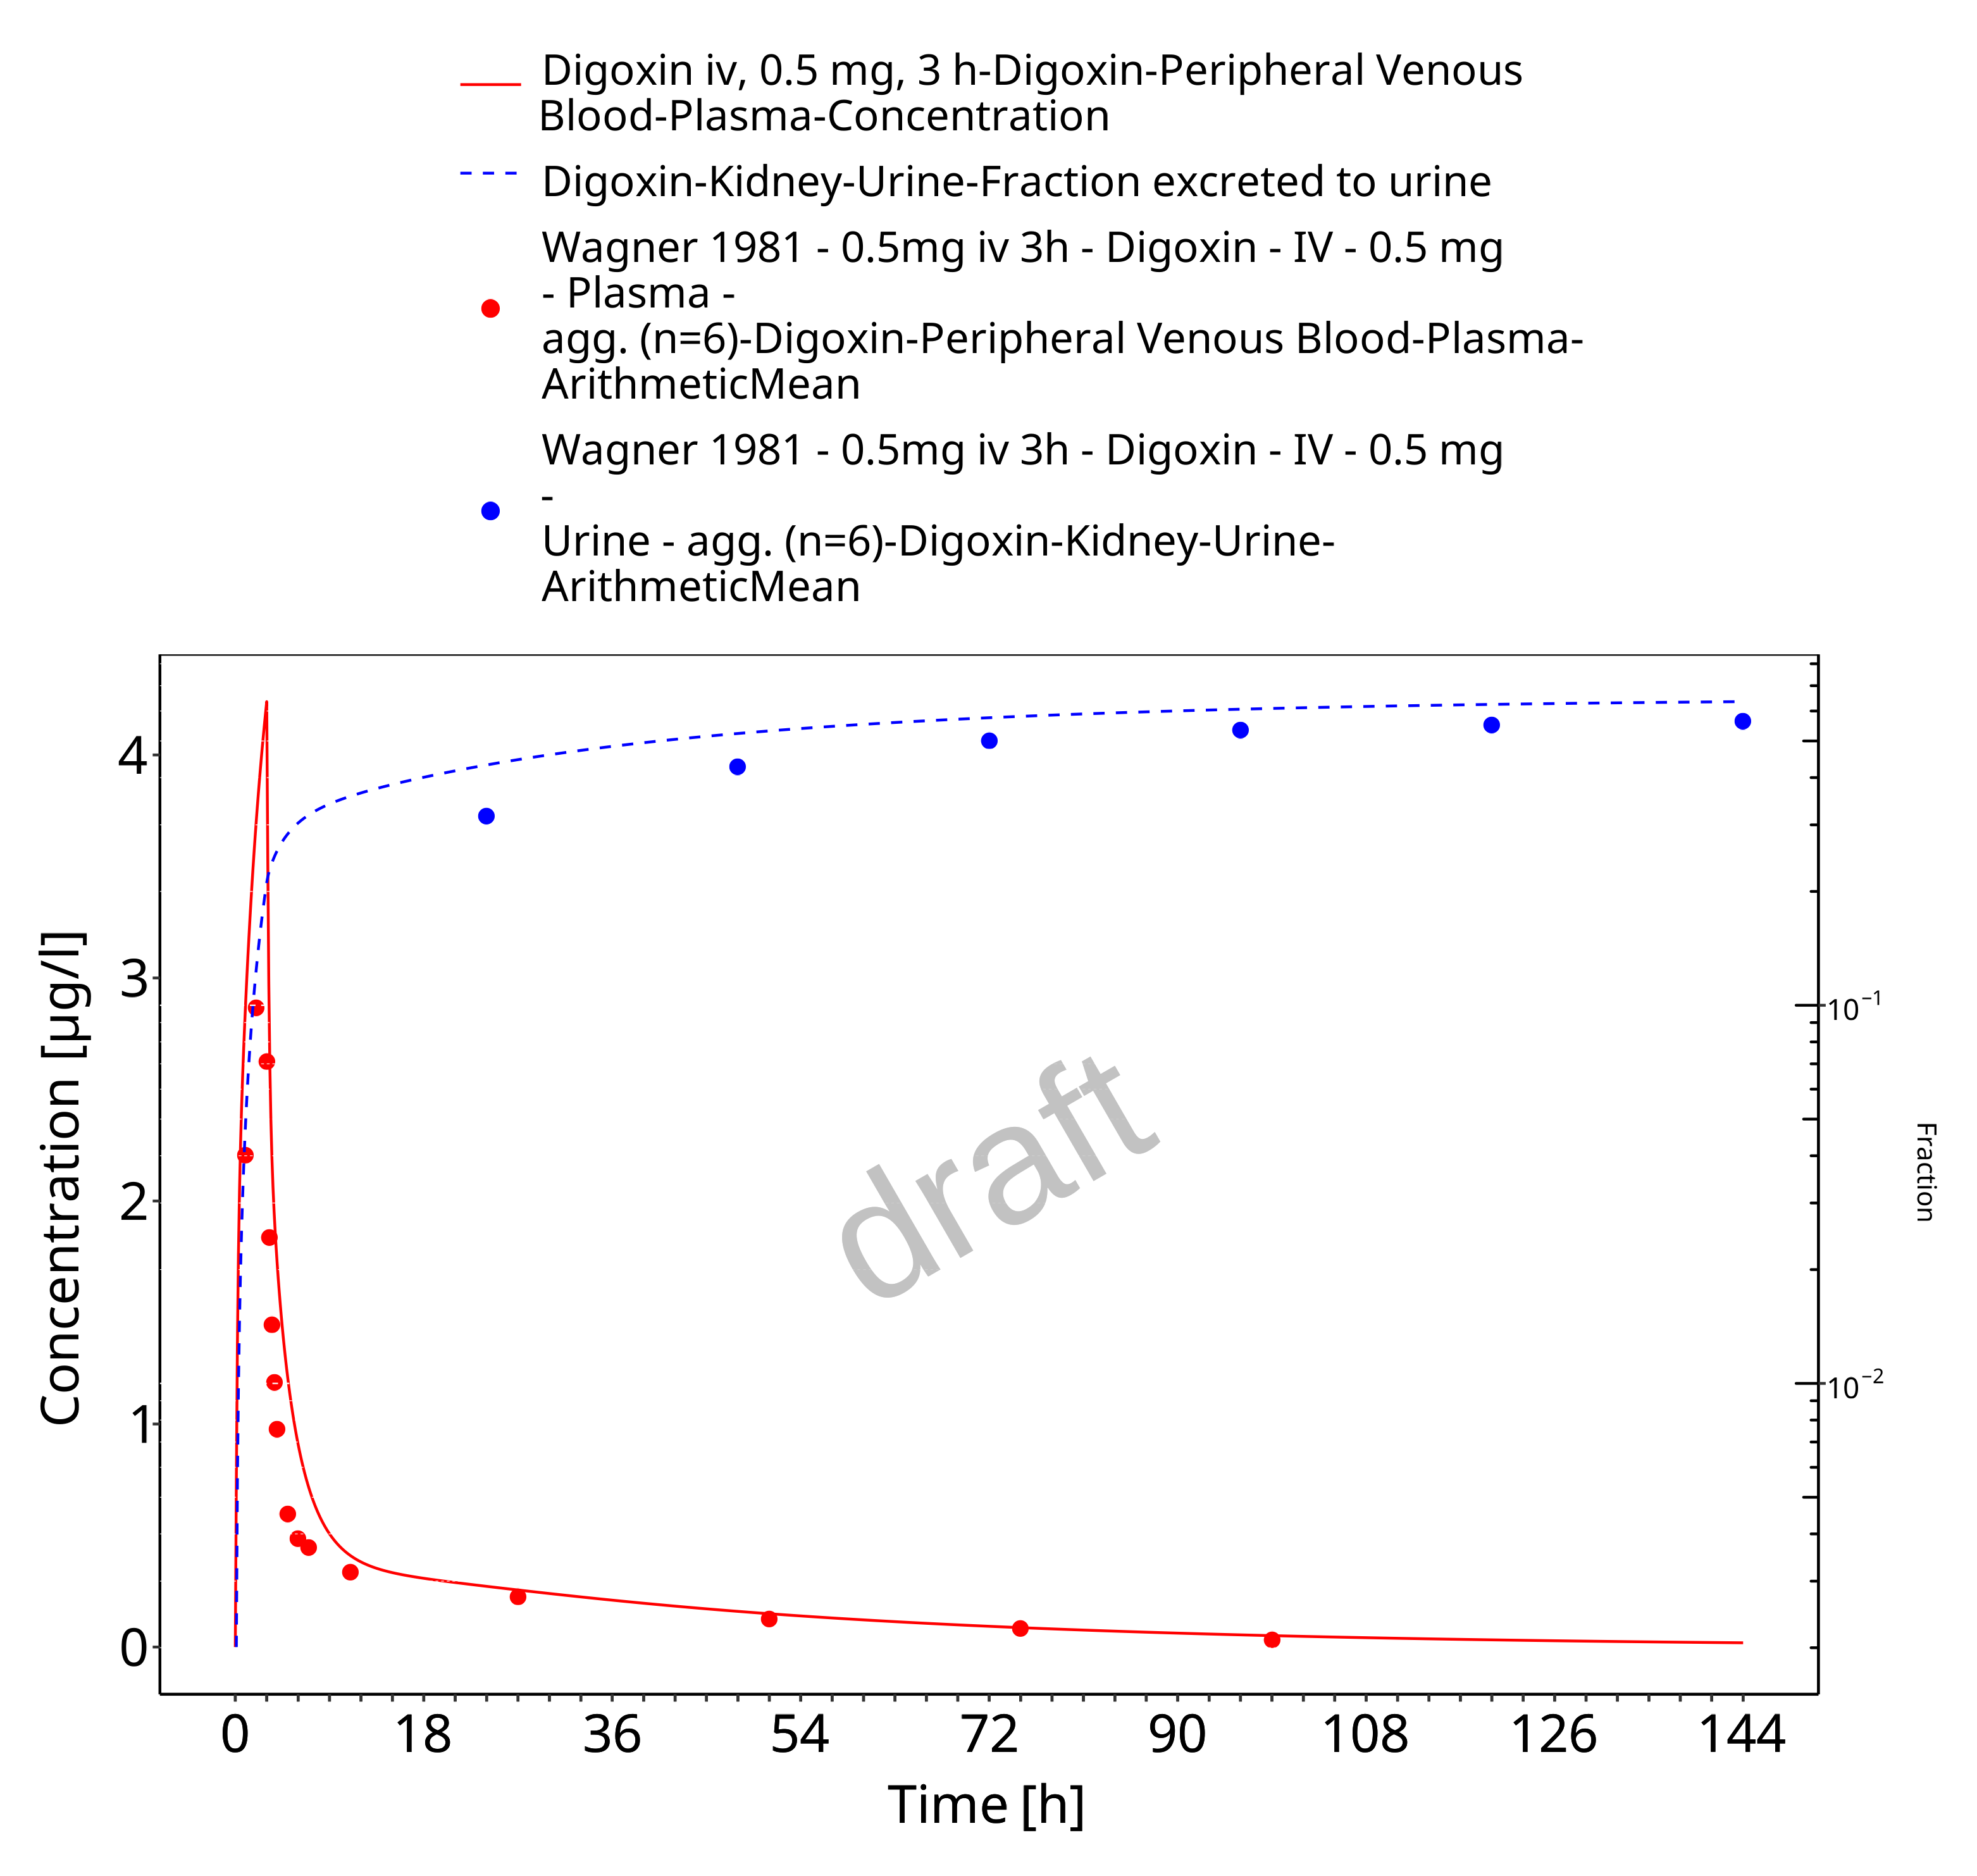 Digoxin iv, 0.5 mg, 3 h-Digoxin-Peripheral Venous
Blood-Plasma-Concentration
Digoxin-Kidney-Urine-Fraction excreted to urine
Wagner 1981 - 0.5mg iv 3h - Digoxin - IV - 0.5 mg
- Plasma -
agg. (n=6)-Digoxin-Peripheral Venous Blood-Plasma-
ArithmeticMean
Wagner 1981 - 0.5mg iv 3h - Digoxin - IV - 0.5 mg
-
Urine - agg. (n=6)-Digoxin-Kidney-Urine-
ArithmeticMean
Concentration [µg/l]
4
3
2
1
0
draft
10⁻¹
10⁻²
Fraction
0 18 36 54 72 90 108 126 144
Time [h]